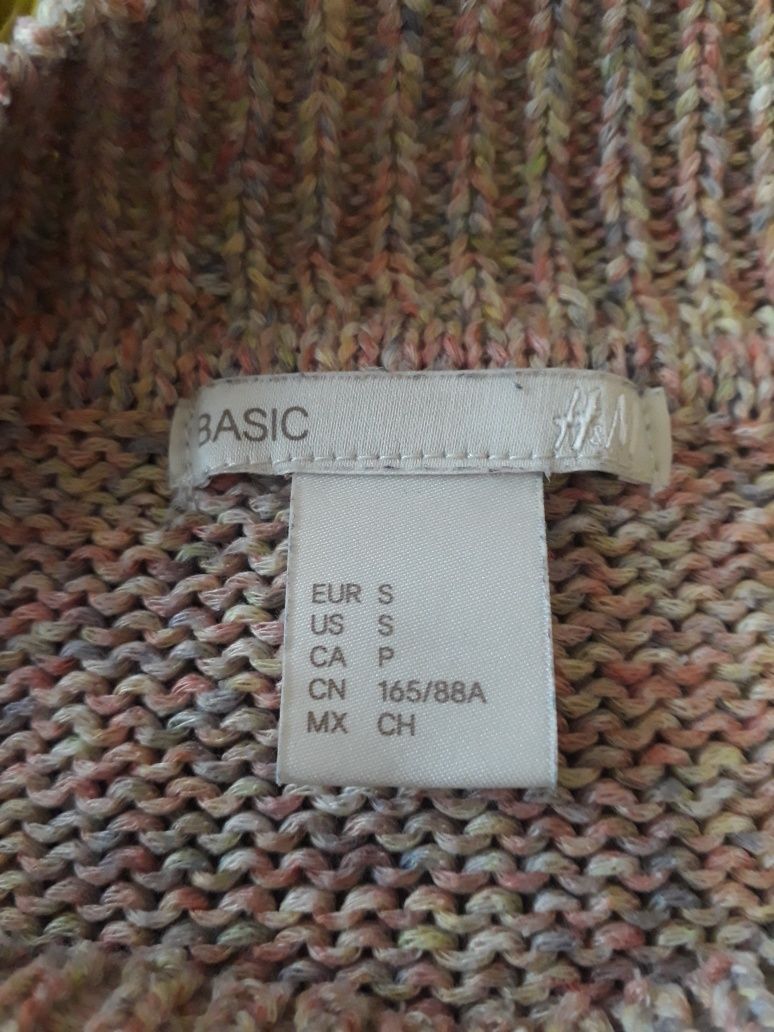 BASIC H&M
EUR S
US S
CA P
CN 165/88A
MX CH